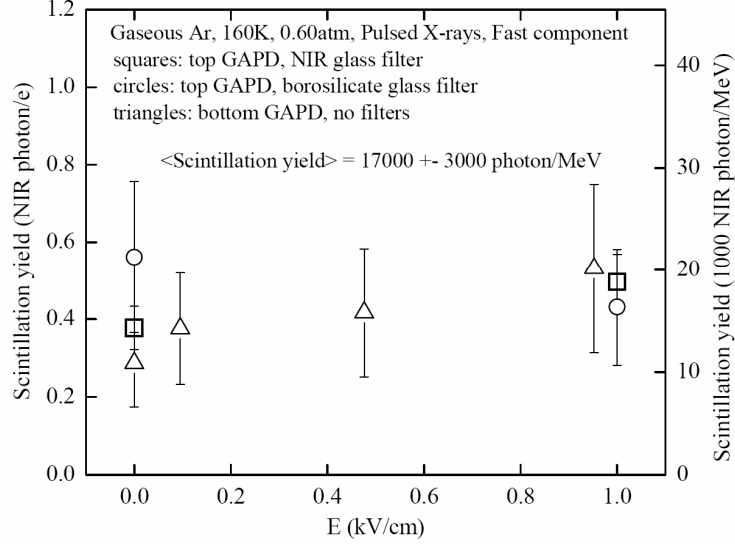 Gaseous Ar, 160K, 0.60atm, Pulsed X-rays, Fast component
squares: top GAPD, NIR glass filter
circles: top GAPD, borosilicate glass filter
triangles: bottom GAPD, no filters
<Scintillation yield> = 17000 +- 3000 photon/MeV
Scintillation yield (NIR photon/e)
1.2
1.0
0.8
0.6
0.4
0.2
0.0
Scintillation yield (1000 NIR photon/MeV)
40
30
20
10
0
0.0 0.2 0.4 0.6 0.8 1.0
E (kV/cm)